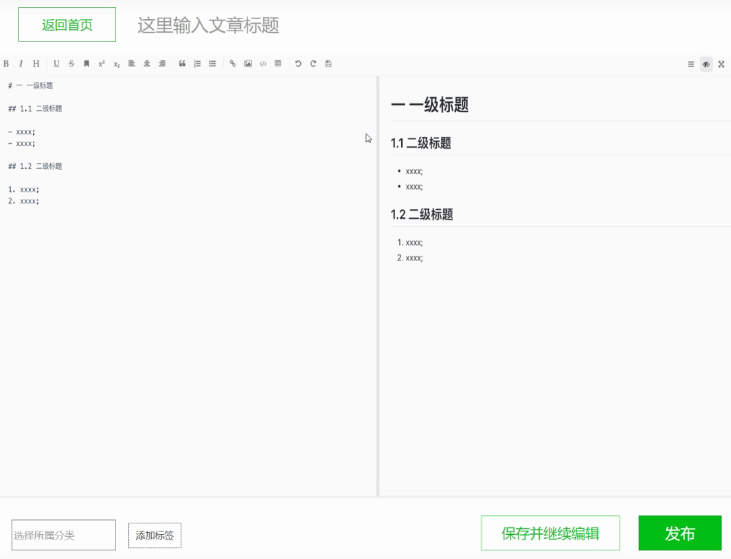 返回首页
这里输入文章标题
B I H U S x² x₂
# 一 一级标题
## 1.1 二级标题
- xxxx;
- xxxx;
## 1.2 二级标题
1. xxxx;
2. xxxx;
一 一级标题
1.1 二级标题
• xxxx;
• xxxx;
1.2 二级标题
1. xxxx;
2. xxxx;
选择所属分类
添加标签
保存并继续编辑
发布